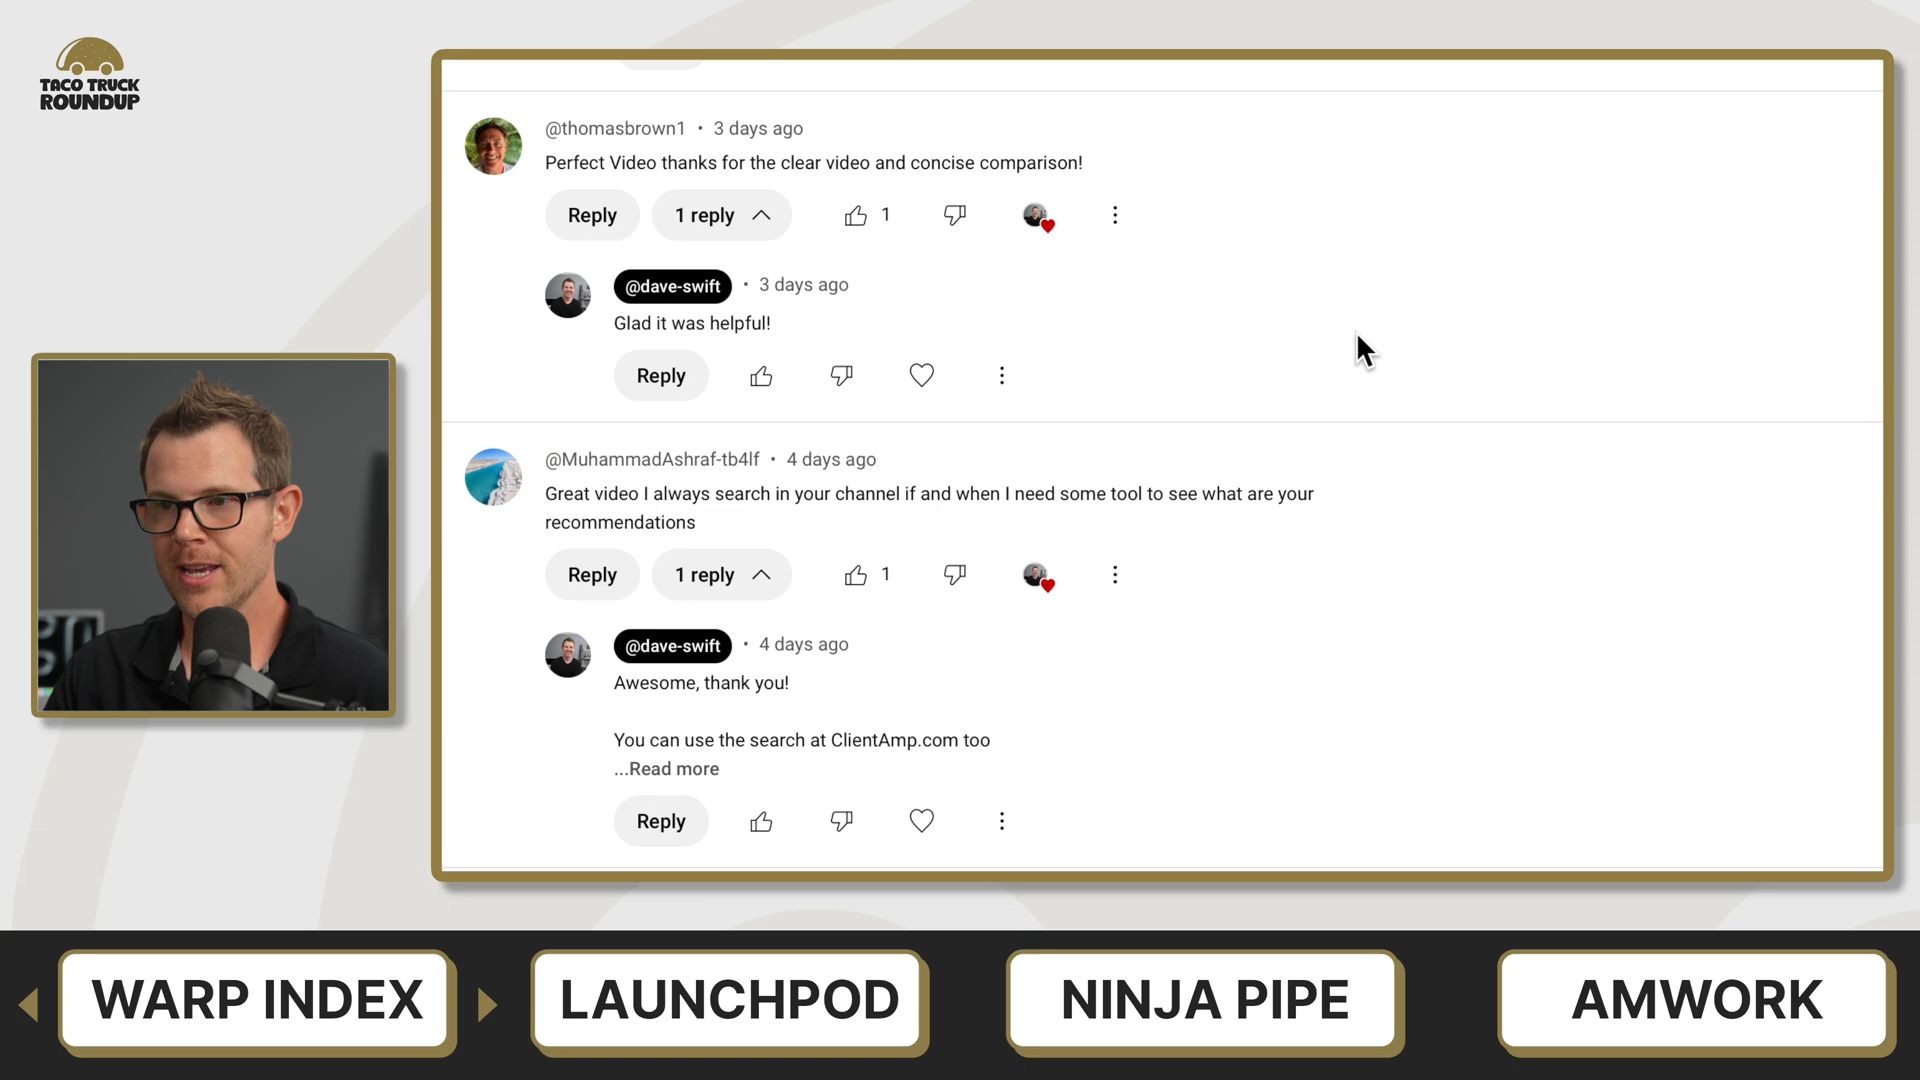 TACO TRUCK
ROUNDUP
@thomasbrown1 • 3 days ago
Perfect Video thanks for the clear video and concise comparison!
Reply
1 reply
1
@dave-swift • 3 days ago
Glad it was helpful!
Reply
@MuhammadAshraf-tb4lf • 4 days ago
Great video I always search in your channel if and when I need some tool to see what are your
recommendations
Reply
1 reply
1
@dave-swift • 4 days ago
Awesome, thank you!
You can use the search at ClientAmp.com too
...Read more
Reply
WARP INDEX
LAUNCHPOD
NINJA PIPE
AMWORK